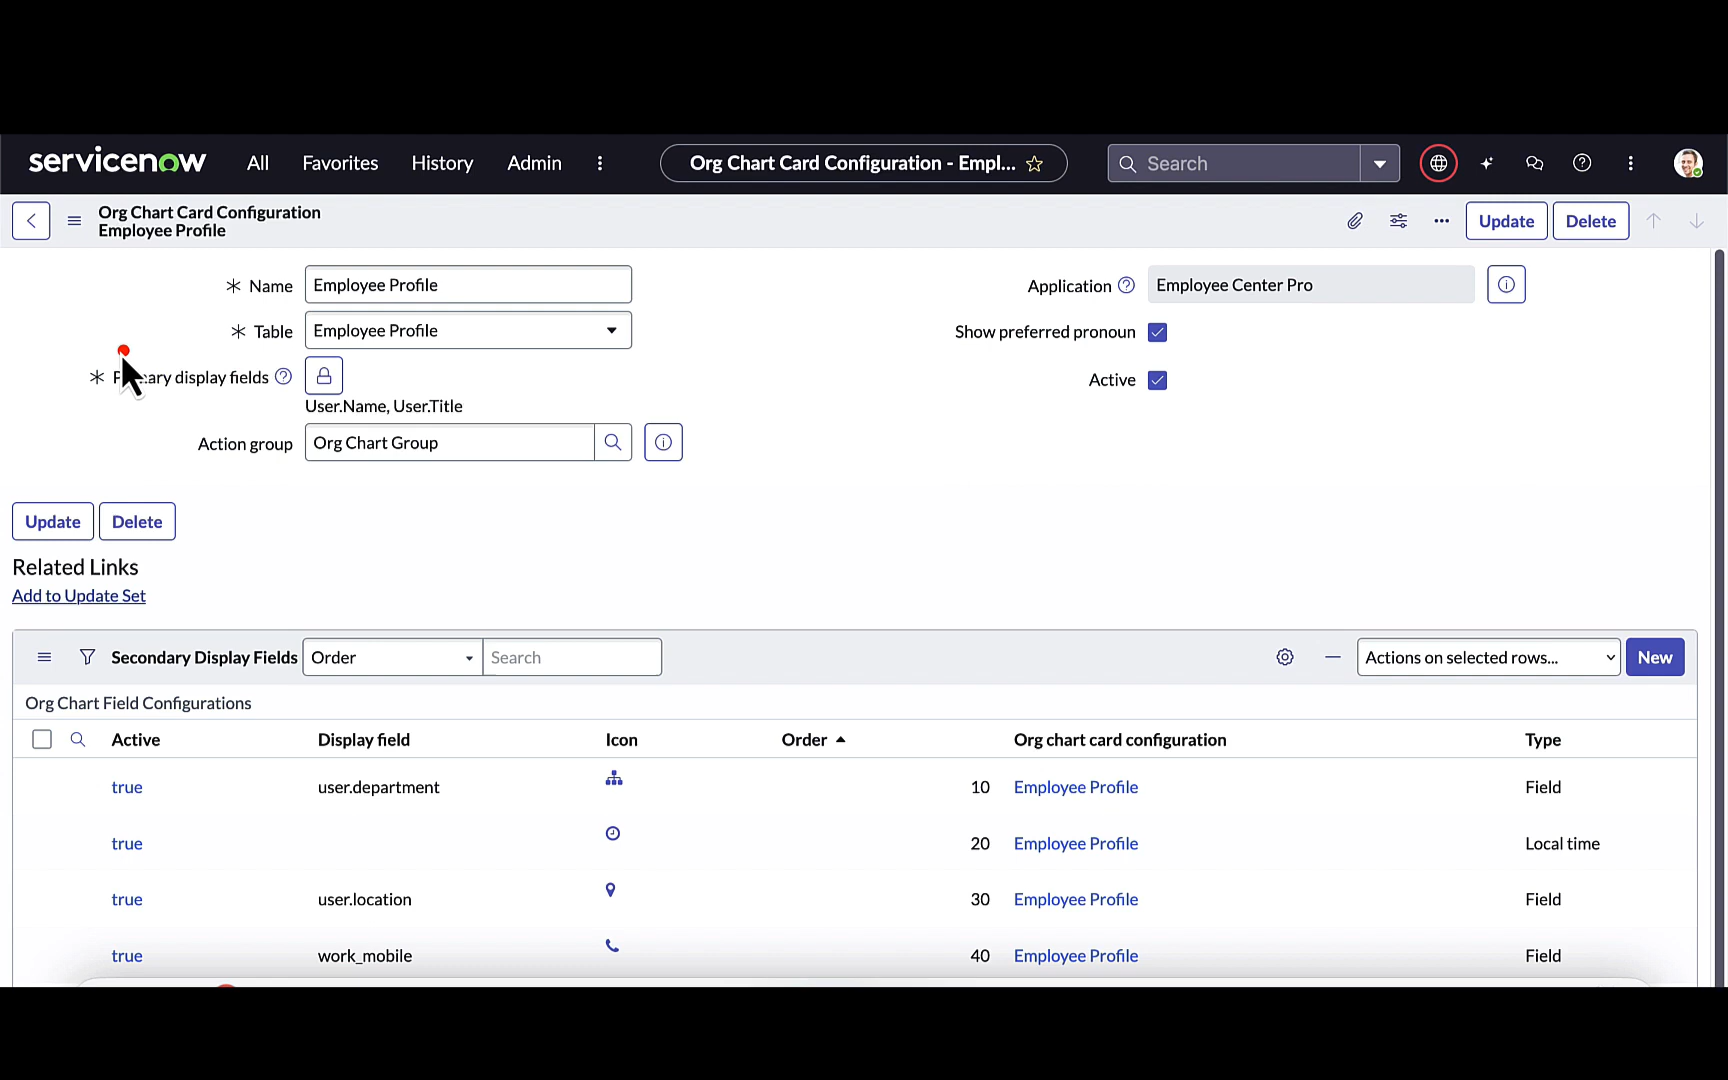 servicenow All Favorites History Admin Org Chart Card Configuration - Empl... Search
Org Chart Card Configuration
Employee Profile
Update Delete
Name Employee Profile
Application Employee Center Pro
Table Employee Profile
Show preferred pronoun
display fields
Active
User.Name, User.Title
Action group Org Chart Group
Update Delete
Related Links
Add to Update Set
Secondary Display Fields Order Search Actions on selected rows... New
Org Chart Field Configurations
Active Display field Icon Order Org chart card configuration Type
true user.department 10 Employee Profile Field
true 20 Employee Profile Local time
true user.location 30 Employee Profile Field
true work_mobile 40 Employee Profile Field